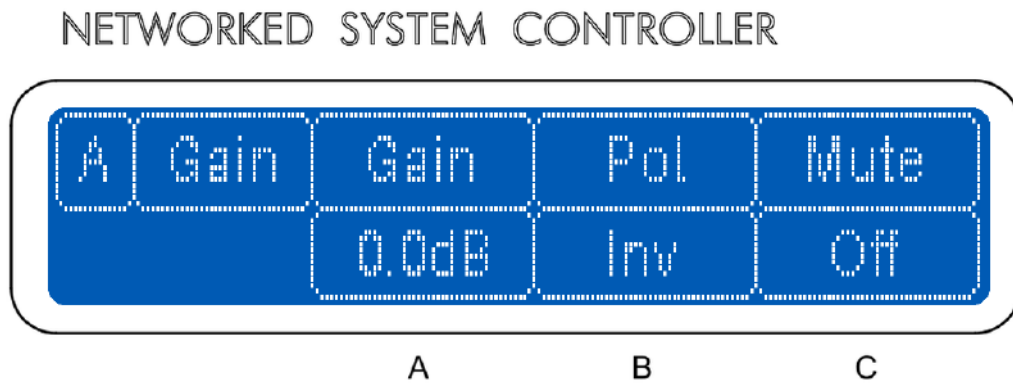 NETWORKED SYSTEM CONTROLLER
A Gain Gain Pol Mute
0.0dB Inv Off
A B C